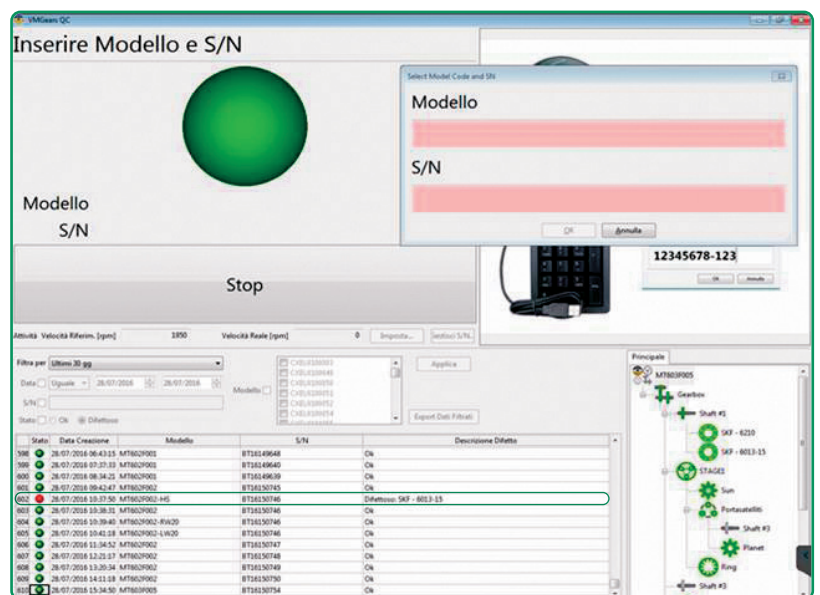 VMGears QC
Inserire Modello e S/N
Select Model Code and SN
Modello
S/N
OK Annulla
Modello
S/N
12345678-123
Ok Annulla
Stop
Attività Velocità Riferim. [rpm] 1850 Velocità Reale [rpm] 0 Imposta...
Filtra per Ultimi 30 gg
Data Uguale 28/07/2016 28/07/2016
S/N
Stato Ok Difettoso
Modello
Applica
Export Dati Filtrati
Stato Data Creazione Modello S/N Descrizione Difetto
598 28/07/2016 06:43:15 MT602F001 BT16149648 Ok
599 28/07/2016 07:37:33 MT602F001 BT16149640 Ok
600 28/07/2016 08:34:21 MT602F001 BT16149639 Ok
601 28/07/2016 09:42:47 MT602F002 BT16150745 Ok
602 28/07/2016 10:37:50 MT602F002-HS BT16150746 Difettoso: SKF - 6013-15
603 28/07/2016 10:38:31 MT602F002 BT16150746 Ok
604 28/07/2016 10:39:40 MT602F002-RW20 BT16150746 Ok
605 28/07/2016 10:41:18 MT602F002-LW20 BT16150746 Ok
606 28/07/2016 11:34:52 MT602F002 BT16150747 Ok
607 28/07/2016 12:21:17 MT602F002 BT16150748 Ok
608 28/07/2016 13:20:34 MT602F002 BT16150749 Ok
609 28/07/2016 14:11:18 MT602F002 BT16150750 Ok
610 28/07/2016 15:34:50 MT603F005 BT16150754 Ok
Principale
MT603F005
Gearbox
Shaft #1
SKF - 6210
SKF - 6013-15
STAGE1
Sun
Portasatelliti
Shaft #3
Planet
Ring
Shaft #3